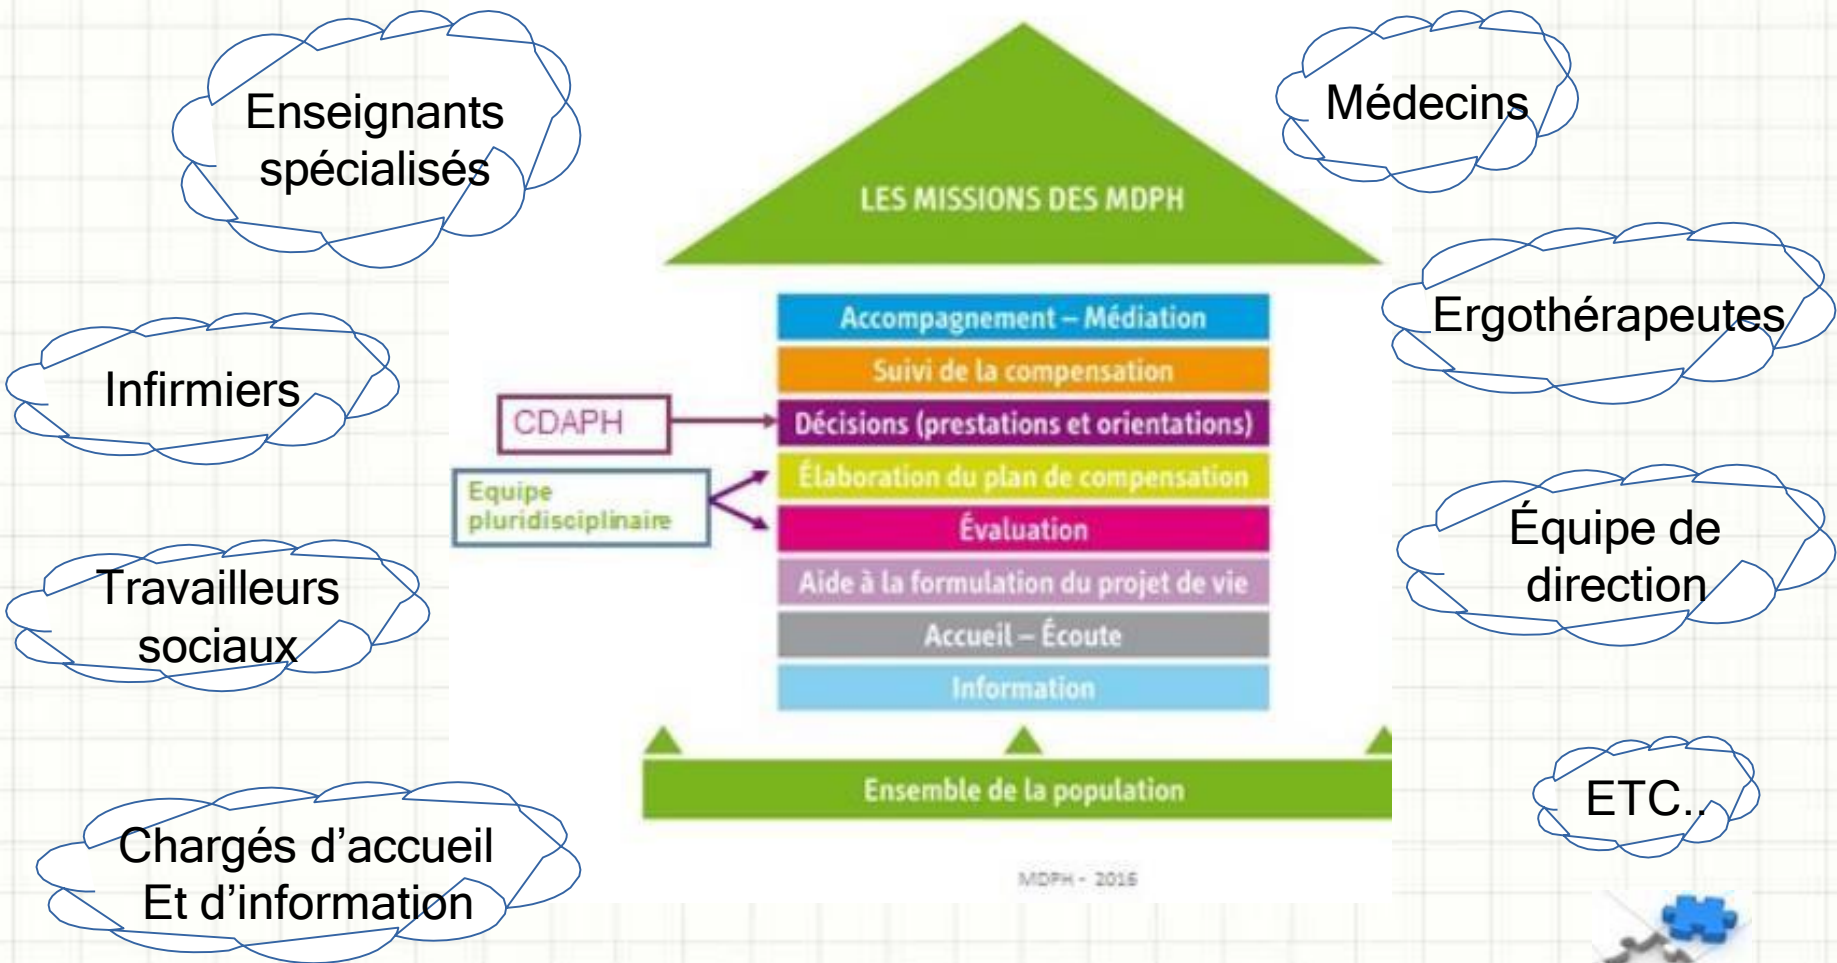 Enseignants
spécialisés
Infirmiers
Travailleurs
sociaux
Chargés d’accueil
Et d’information
LES MISSIONS DES MDPH
Accompagnement – Médiation
Suivi de la compensation
Décisions (prestations et orientations)
Élaboration du plan de compensation
Évaluation
Aide à la formulation du projet de vie
Accueil – Écoute
Information
Ensemble de la population
CDAPH
Equipe
pluridisciplinaire
MDPH - 2016
Médecins
Ergothérapeutes
Équipe de
direction
ETC..